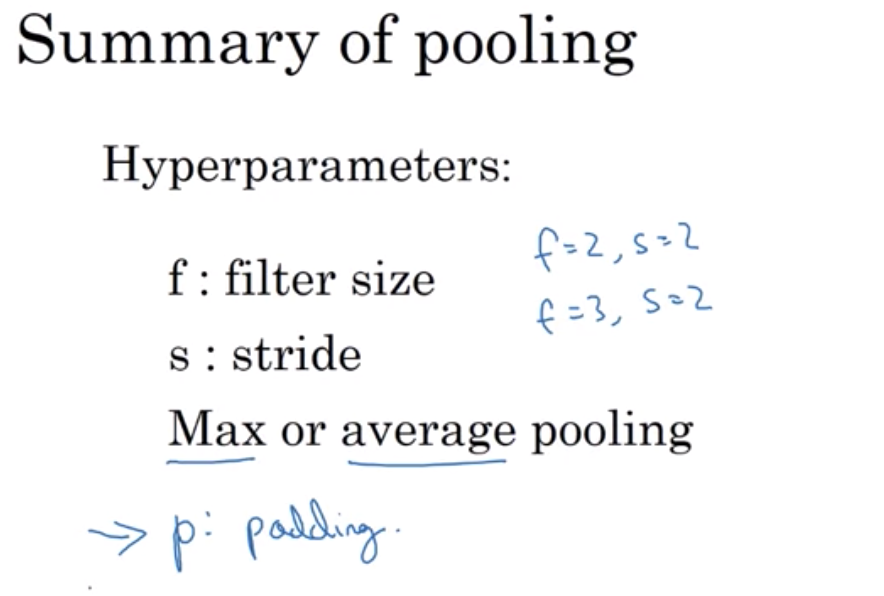 Summary of pooling
Hyperparameters:
f : filter size
f=2, s=2
f=3, s=2
s : stride
Max or average pooling
→ p: padding.